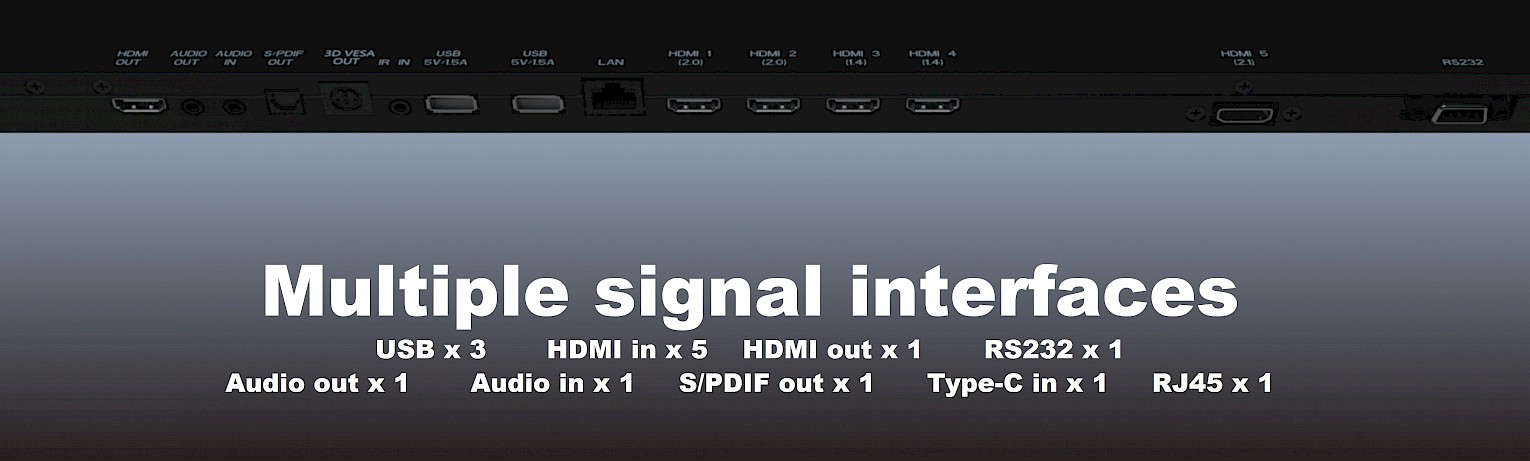 HDMI OUT AUDIO OUT AUDIO IN S/PDIF OUT 3D VESA OUT IR IN USB 5V/1.5A USB 5V/1.5A LAN HDMI 1 (2.0) HDMI 2 (2.0) HDMI 3 (1.4) HDMI 4 (1.4) HDMI 5 (2.1) RS232
Multiple signal interfaces
USB x 3 HDMI in x 5 HDMI out x 1 RS232 x 1
Audio out x 1 Audio in x 1 S/PDIF out x 1 Type-C in x 1 RJ45 x 1